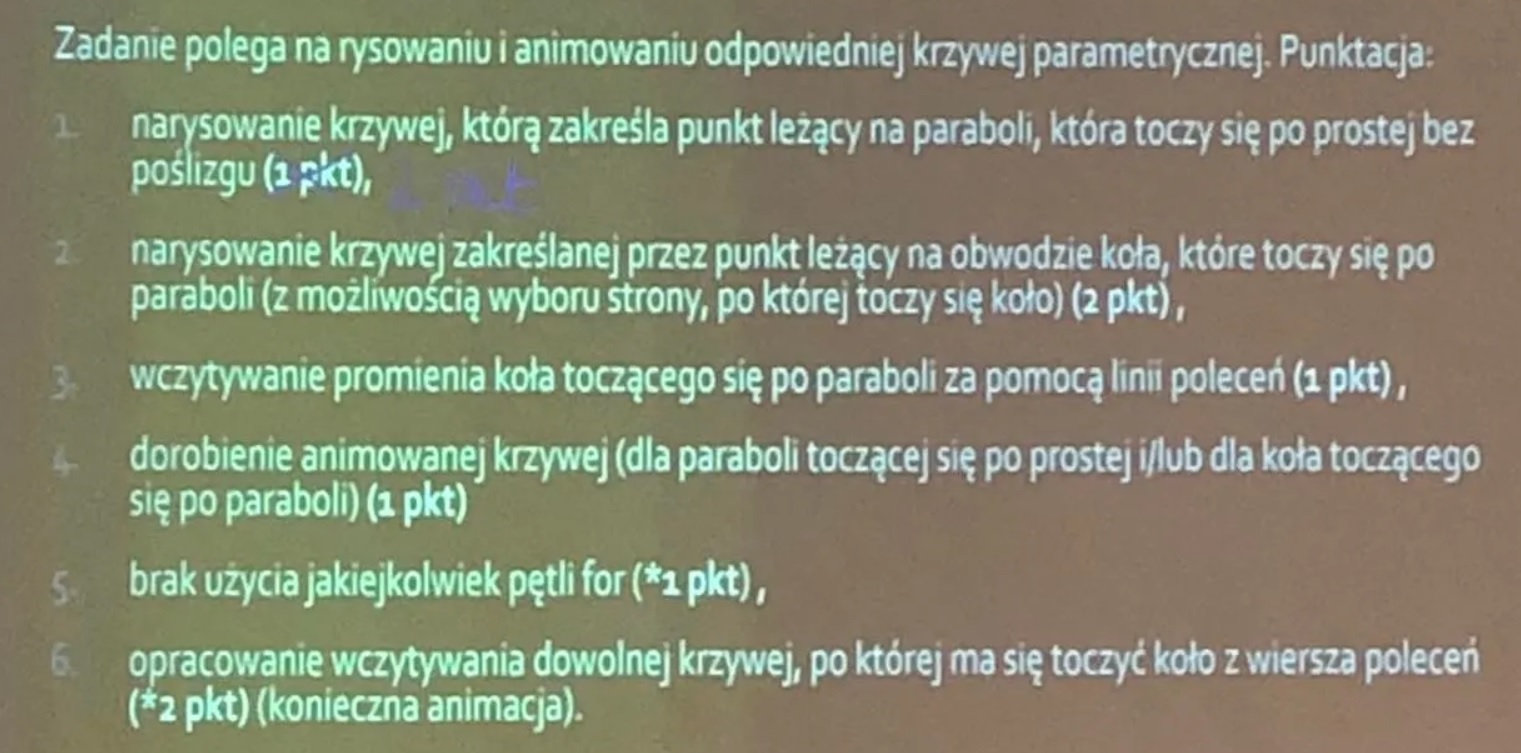 Zadanie polega na rysowaniu i animowaniu odpowiedniej krzywej parametrycznej. Punktacja:
1. narysowanie krzywej, którą zakreśla punkt leżący na paraboli, która toczy się po prostej bez
poślizgu (1 pkt),
2. narysowanie krzywej zakreślanej przez punkt leżący na obwodzie koła, które toczy się po
paraboli (z możliwością wyboru strony, po której toczy się koło) (2 pkt),
3. wczytywanie promienia koła toczącego się po paraboli za pomocą linii poleceń (1 pkt),
4. dorobienie animowanej krzywej (dla paraboli toczącej się po prostej i/lub dla koła toczącego
się po paraboli) (1 pkt)
5. brak użycia jakiejkolwiek pętli for (*1 pkt),
6. opracowanie wczytywania dowolnej krzywej, po której ma się toczyć koło z wiersza poleceń
(*2 pkt) (konieczna animacja).